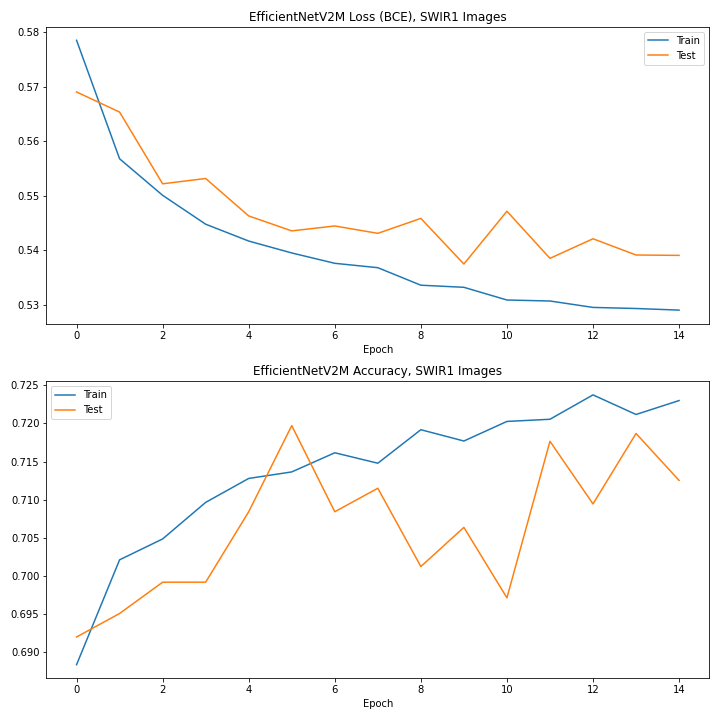 EfficientNetV2M Loss (BCE), SWIR1 Images
Train
Test
0.58
0.57
0.56
0.55
0.54
0.53
0 2 4 6 8 10 12 14
Epoch
EfficientNetV2M Accuracy, SWIR1 Images
Train
Test
0.725
0.720
0.715
0.710
0.705
0.700
0.695
0.690
0 2 4 6 8 10 12 14
Epoch